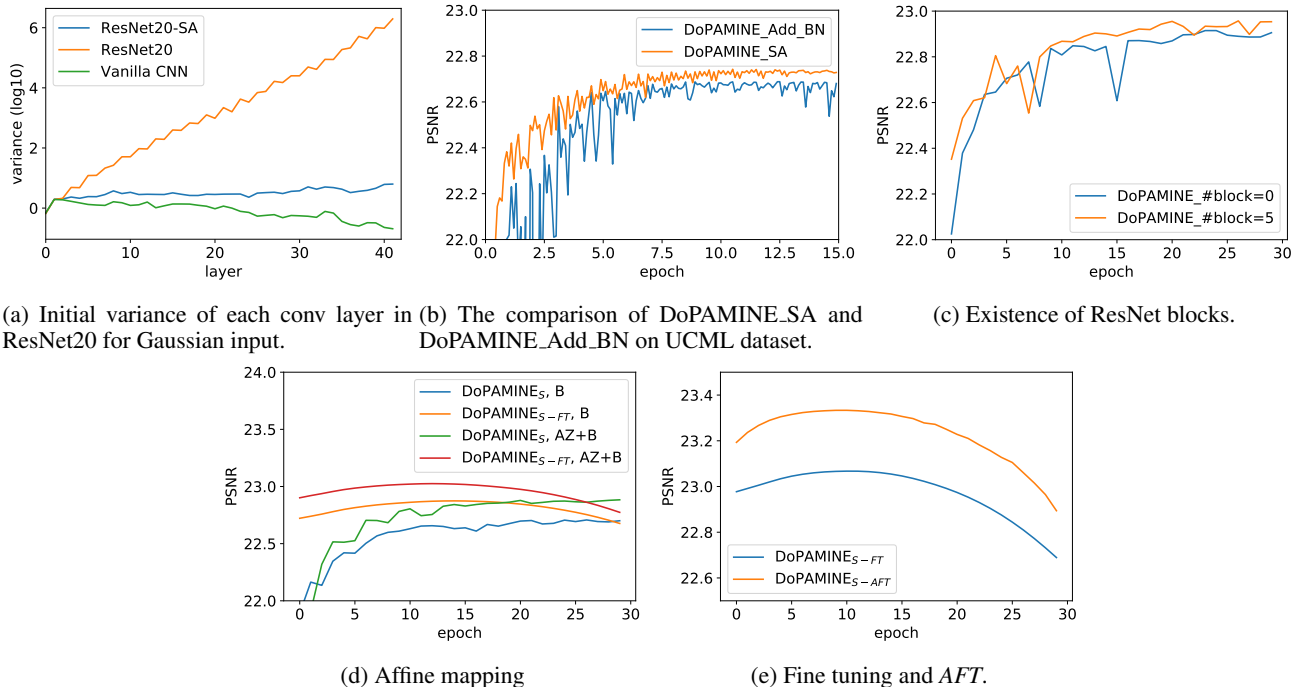 6
4
2
0
variance (log10)
ResNet20-SA
ResNet20
Vanilla CNN
0 10 20 30 40
layer
23.0
22.8
22.6
22.4
22.2
22.0
PSNR
DoPAMINE_Add_BN
DoPAMINE_SA
0.0 2.5 5.0 7.5 10.0 12.5 15.0
epoch
23.0
22.8
22.6
22.4
22.2
22.0
PSNR
DoPAMINE_#block=0
DoPAMINE_#block=5
0 5 10 15 20 25 30
epoch
(a) Initial variance of each conv layer in
ResNet20 for Gaussian input.
(b) The comparison of DoPAMINE_SA and
DoPAMINE_Add_BN on UCML dataset.
(c) Existence of ResNet blocks.
24.0
23.5
23.0
22.5
22.0
PSNR
DoPAMINE_S, B
DoPAMINE_{S-FT}, B
DoPAMINE_S, AZ+B
DoPAMINE_{S-FT}, AZ+B
0 5 10 15 20 25 30
epoch
23.4
23.2
23.0
22.8
22.6
PSNR
DoPAMINE_{S-FT}
DoPAMINE_{S-AFT}
0 5 10 15 20 25 30
epoch
(d) Affine mapping
(e) Fine tuning and AFT.